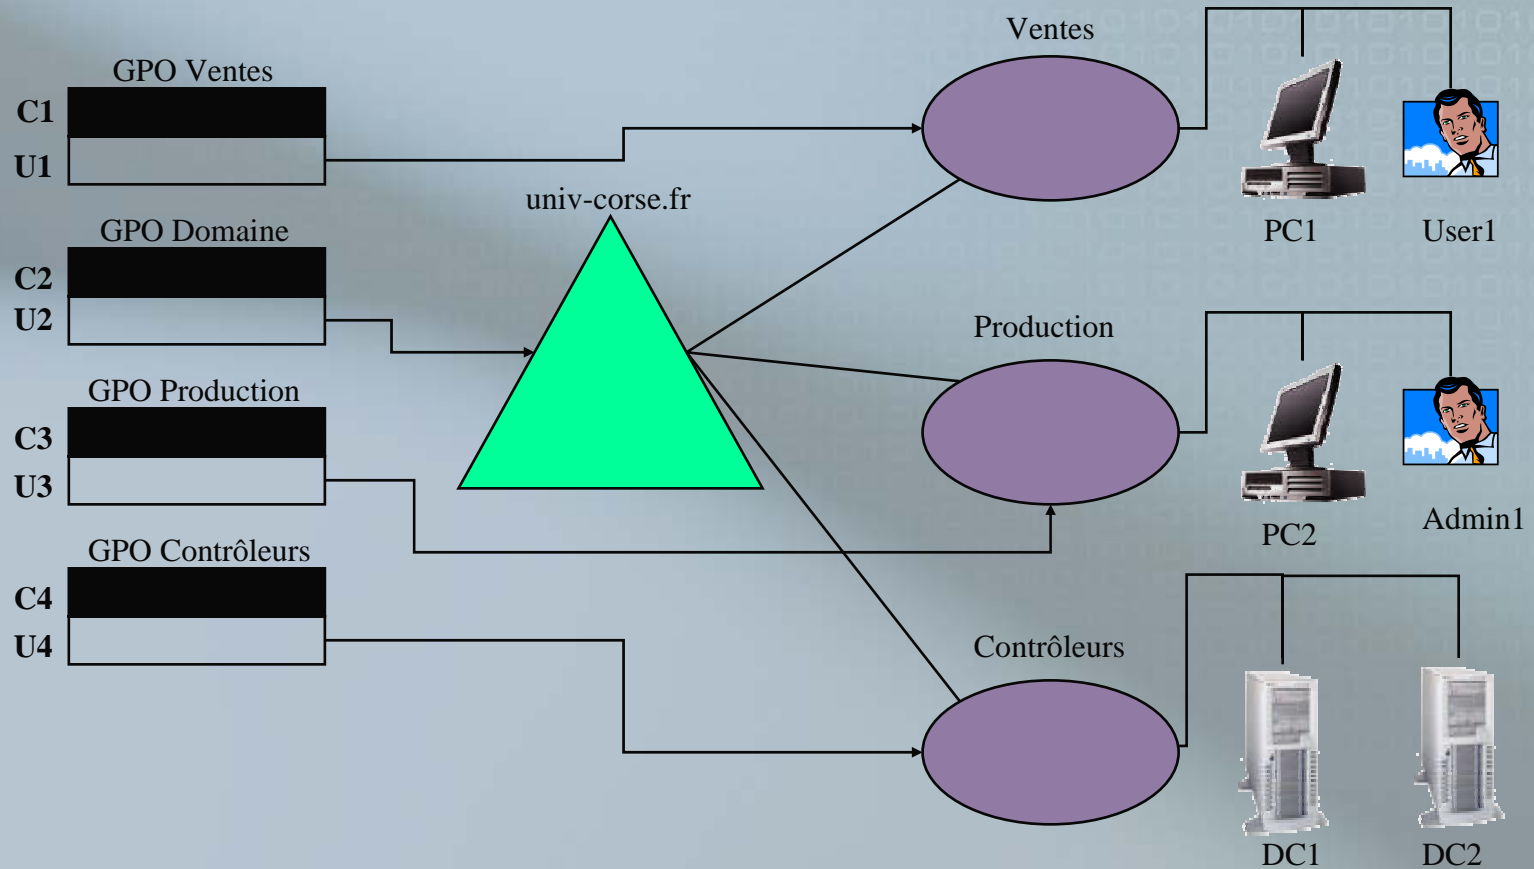 GPO Ventes
C1
U1
GPO Domaine
C2
U2
GPO Production
C3
U3
GPO Contrôleurs
C4
U4
univ-corse.fr
Ventes
PC1
User1
Production
PC2
Admin1
Contrôleurs
DC1
DC2